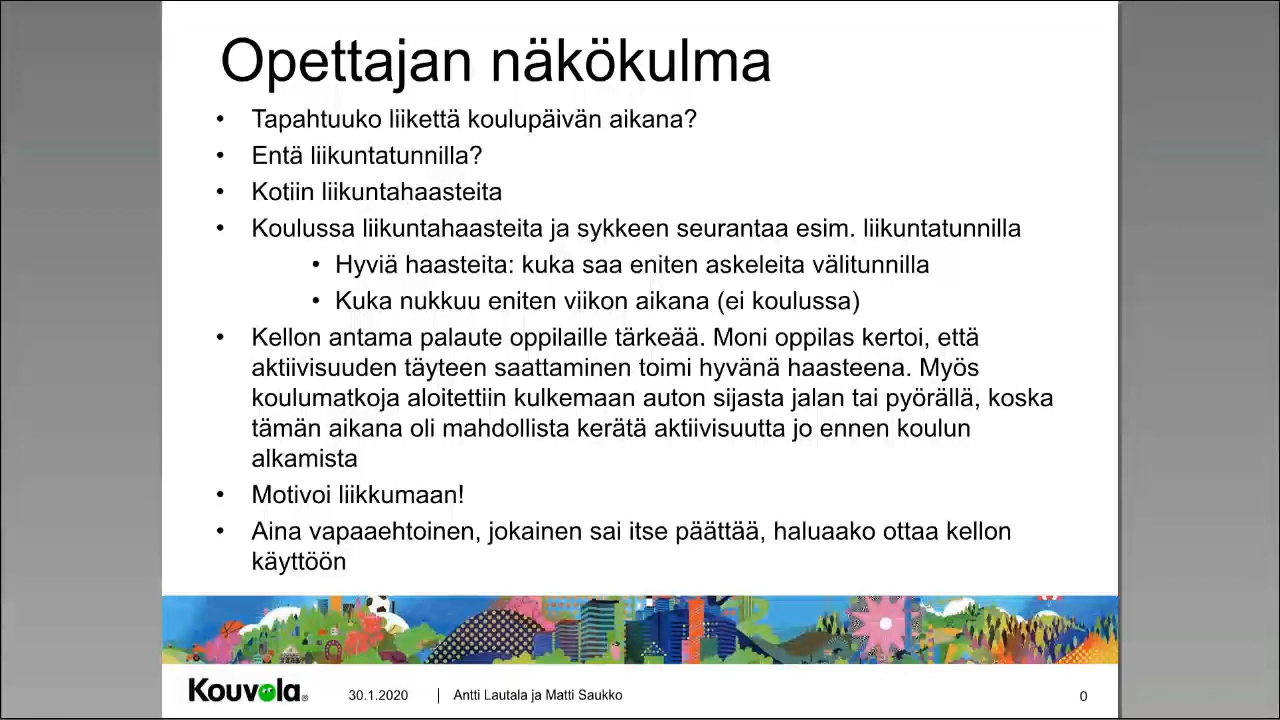 Opettajan näkökulma
• Tapahtuuko liikettä koulupäivän aikana?
• Entä liikuntatunnilla?
• Kotiin liikuntahaasteita
• Koulussa liikuntahaasteita ja sykkeen seurantaa esim. liikuntatunnilla
• Hyviä haasteita: kuka saa eniten askeleita välitunnilla
• Kuka nukkuu eniten viikon aikana (ei koulussa)
• Kellon antama palaute oppilaille tärkeää. Moni oppilas kertoi, että
aktiivisuuden täyteen saattaminen toimi hyvänä haasteena. Myös
koulumatkoja aloitettiin kulkemaan auton sijasta jalan tai pyörällä, koska
tämän aikana oli mahdollista kerätä aktiivisuutta jo ennen koulun
alkamista
• Motivoi liikkumaan!
• Aina vapaaehtoinen, jokainen sai itse päättää, haluaako ottaa kellon
käyttöön
Kouvola® 30.1.2020 | Antti Lautala ja Matti Saukko 0